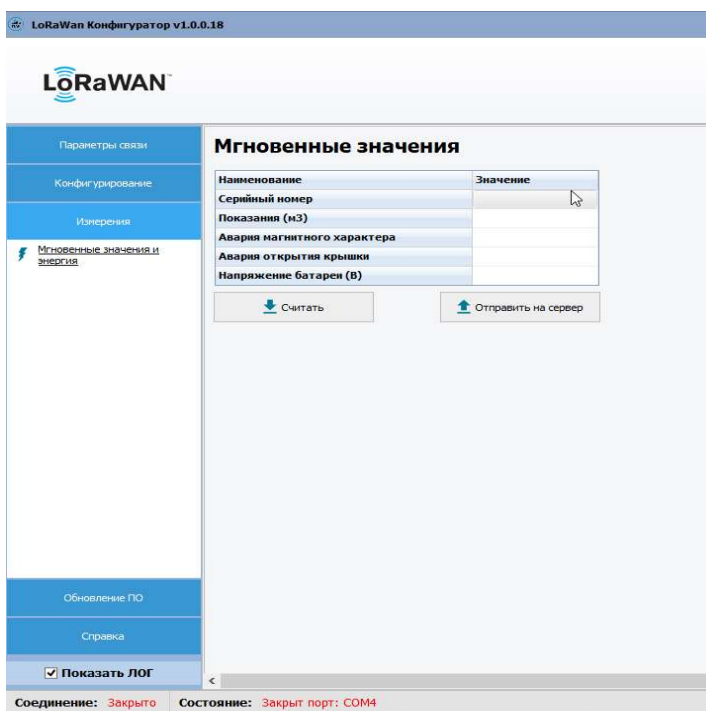 LoRaWan Конфигуратор v1.0.0.18
LoRaWAN
Параметры связи
Конфигурирование
Измерения
Мгновенные значения и
энергия
Мгновенные значения
Наименование Значение
Серийный номер
Показания (м3)
Авария магнитного характера
Авария открытия крышки
Напряжение батареи (В)
Считать Отправить на сервер
Обновление ПО
Справка
Показать ЛОГ
Соединение: Закрыто Состояние: Закрыт порт: COM4